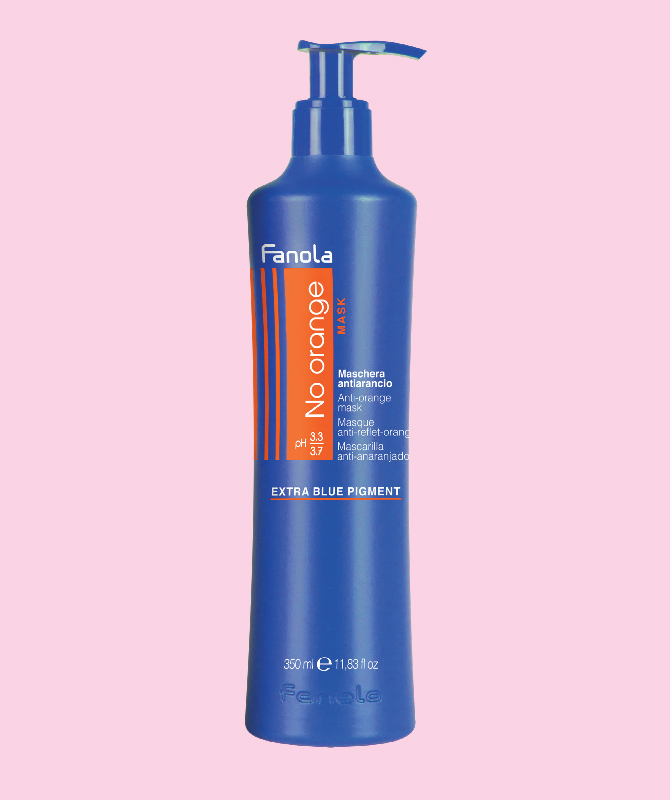 Fanola
No orange
MASK
Maschera
antiarancio
Anti-orange
mask
Masque
anti-reflet-orang
Mascarilla
anti-anaranjado
pH 3.3
3.7
EXTRA BLUE PIGMENT
350 ml ℮ 11,83 fl oz
Fanola